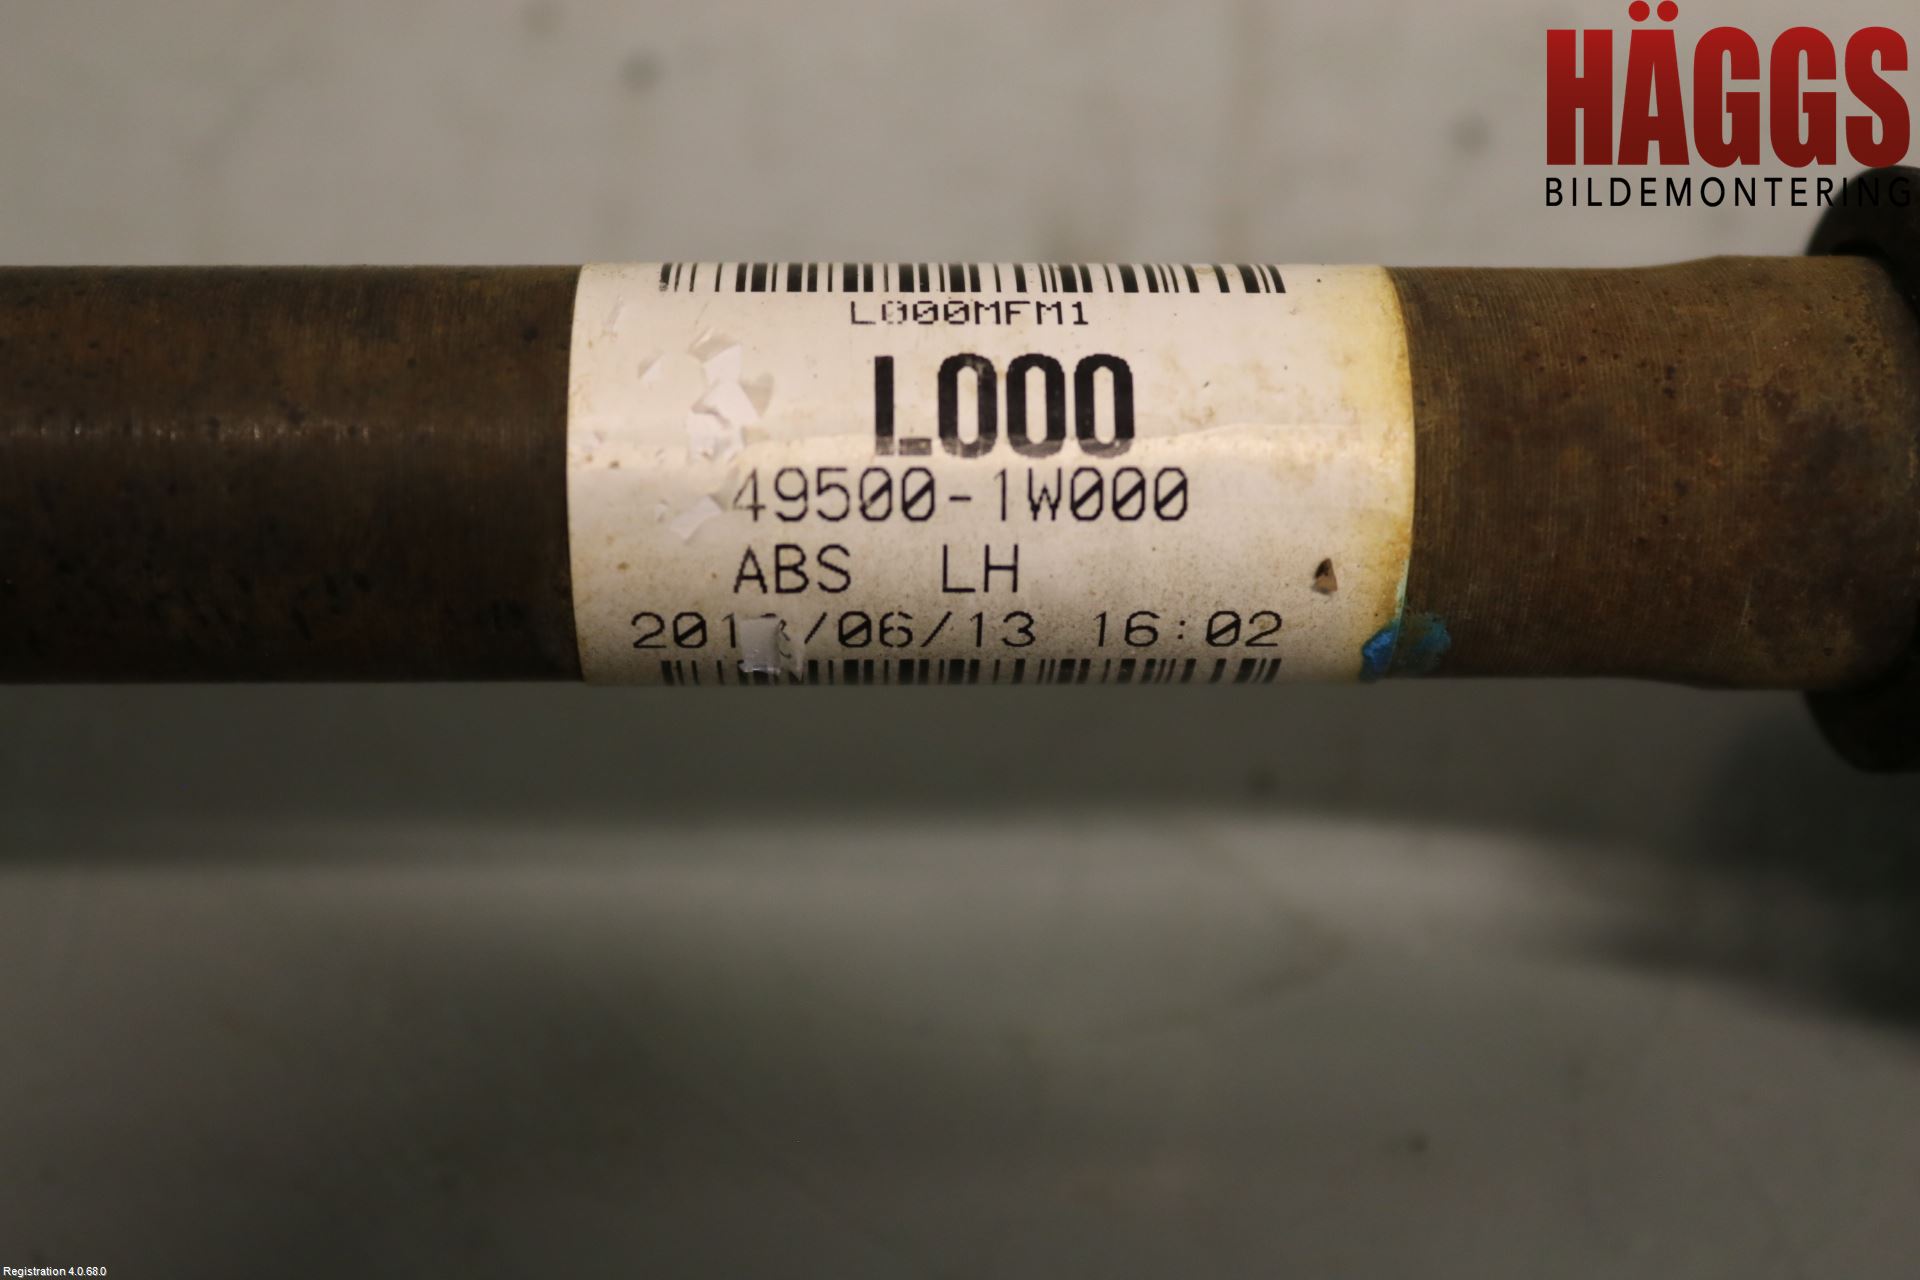 HÄGGS
BILDEMONTERING
L000MFM1
L000
49500-1W000
ABS LH
/06/13 16:02
Registration 4.0.68.0